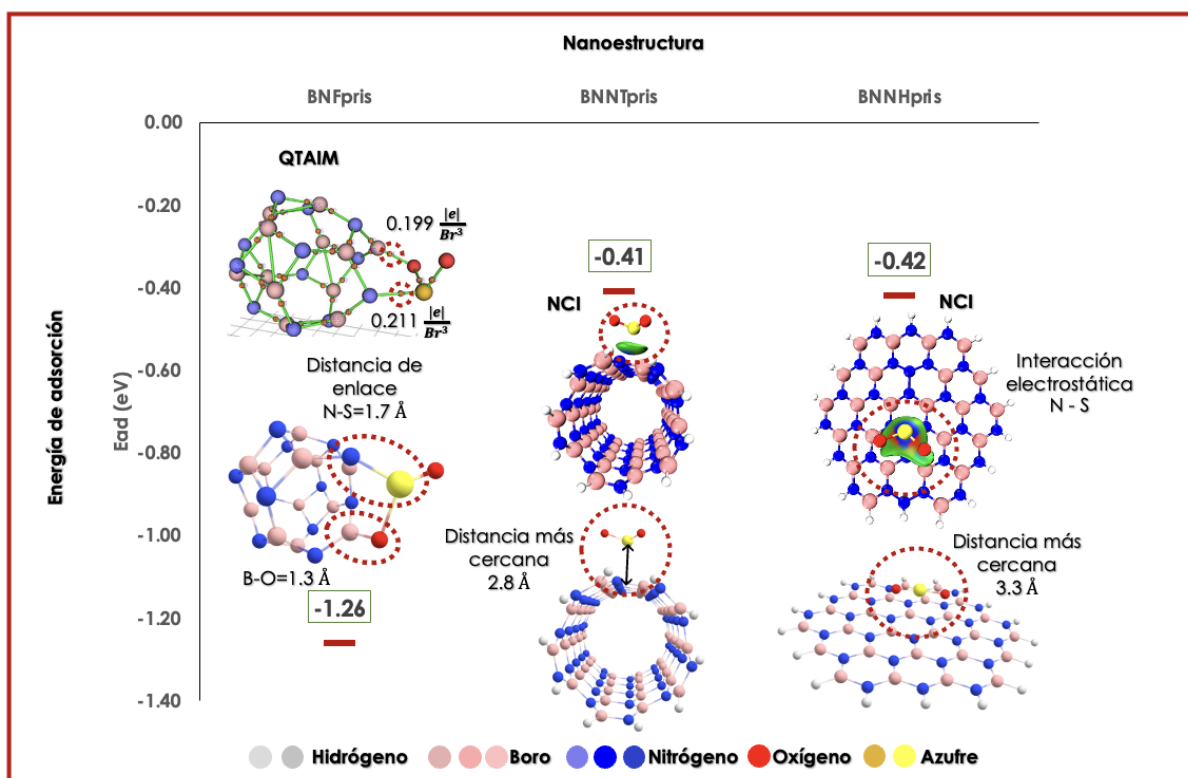 Nanoestructura
BNFpris
BNNTpris
BNNHpris
Energía de adsorción
Ead (eV)
0.00
-0.20
-0.40
-0.60
-0.80
-1.00
-1.20
-1.40
QTAIM
0.199 |e|/Br³
0.211 |e|/Br³
Distancia de
enlace
N-S=1.7 Å
B-O=1.3 Å
-1.26
-0.41
NCI
Distancia más
cercana
2.8 Å
-0.42
NCI
Interacción
electrostática
N - S
Distancia más
cercana
3.3 Å
Hidrógeno
Boro
Nitrógeno
Oxígeno
Azufre